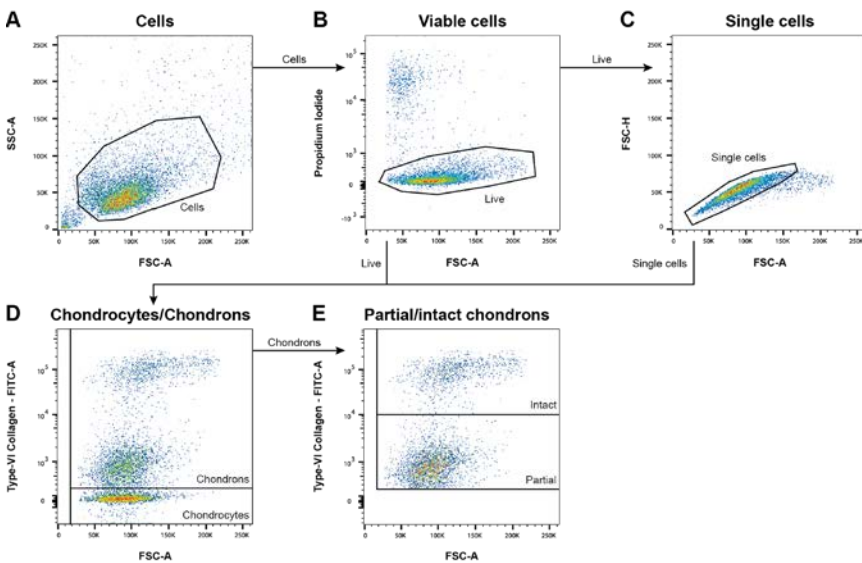 A Cells
SSC-A
250K
200K
150K
100K
50K
0
Cells
0 50K 100K 150K 200K 250K
FSC-A
Cells
B Viable cells
Propidium Iodide
10^5
10^4
10^3
0
-10^3
Live
0 50K 100K 150K 200K 250K
FSC-A
Live
C Single cells
FSC-H
250K
200K
150K
100K
50K
0
Single cells
0 50K 100K 150K 200K 250K
FSC-A
Live
Single cells
D Chondrocytes/Chondrons
Type-VI Collagen - FITC-A
10^5
10^4
10^3
0
Chondrons
Chondrocytes
0 50K 100K 150K 200K 250K
FSC-A
Chondrons
E Partial/intact chondrons
Type-VI Collagen - FITC-A
10^5
10^4
10^3
0
Intact
Partial
0 50K 100K 150K 200K 250K
FSC-A